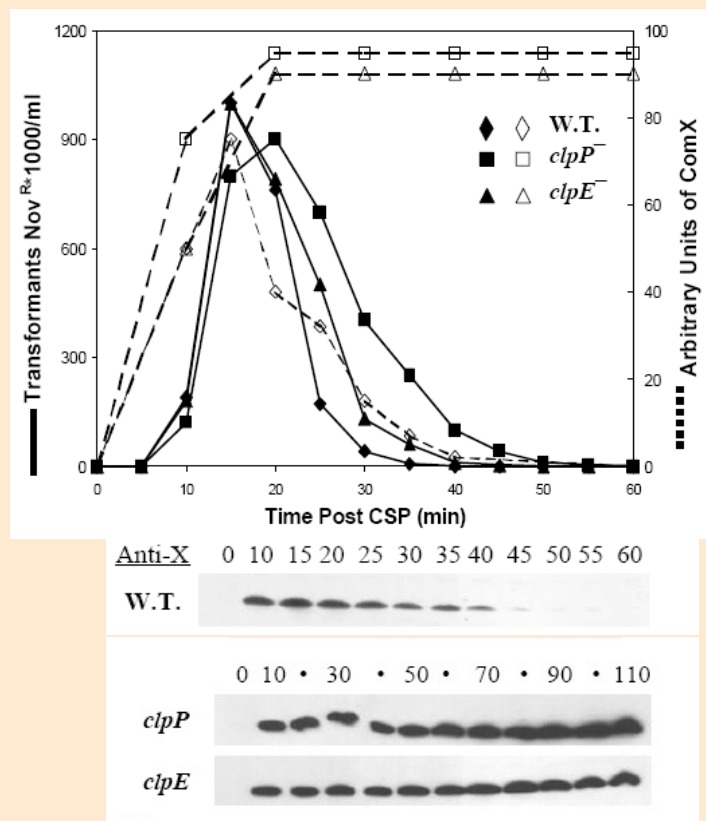 1200
900
600
300
0
Transformants Nov R*1000/ml
100
80
60
40
20
0
Arbitrary Units of ComX
W.T.
clpP−
clpE−
0 10 20 30 40 50 60
Time Post CSP (min)
Anti-X 0 10 15 20 25 30 35 40 45 50 55 60
W.T.
0 10 • 30 • 50 • 70 • 90 • 110
clpP
clpE